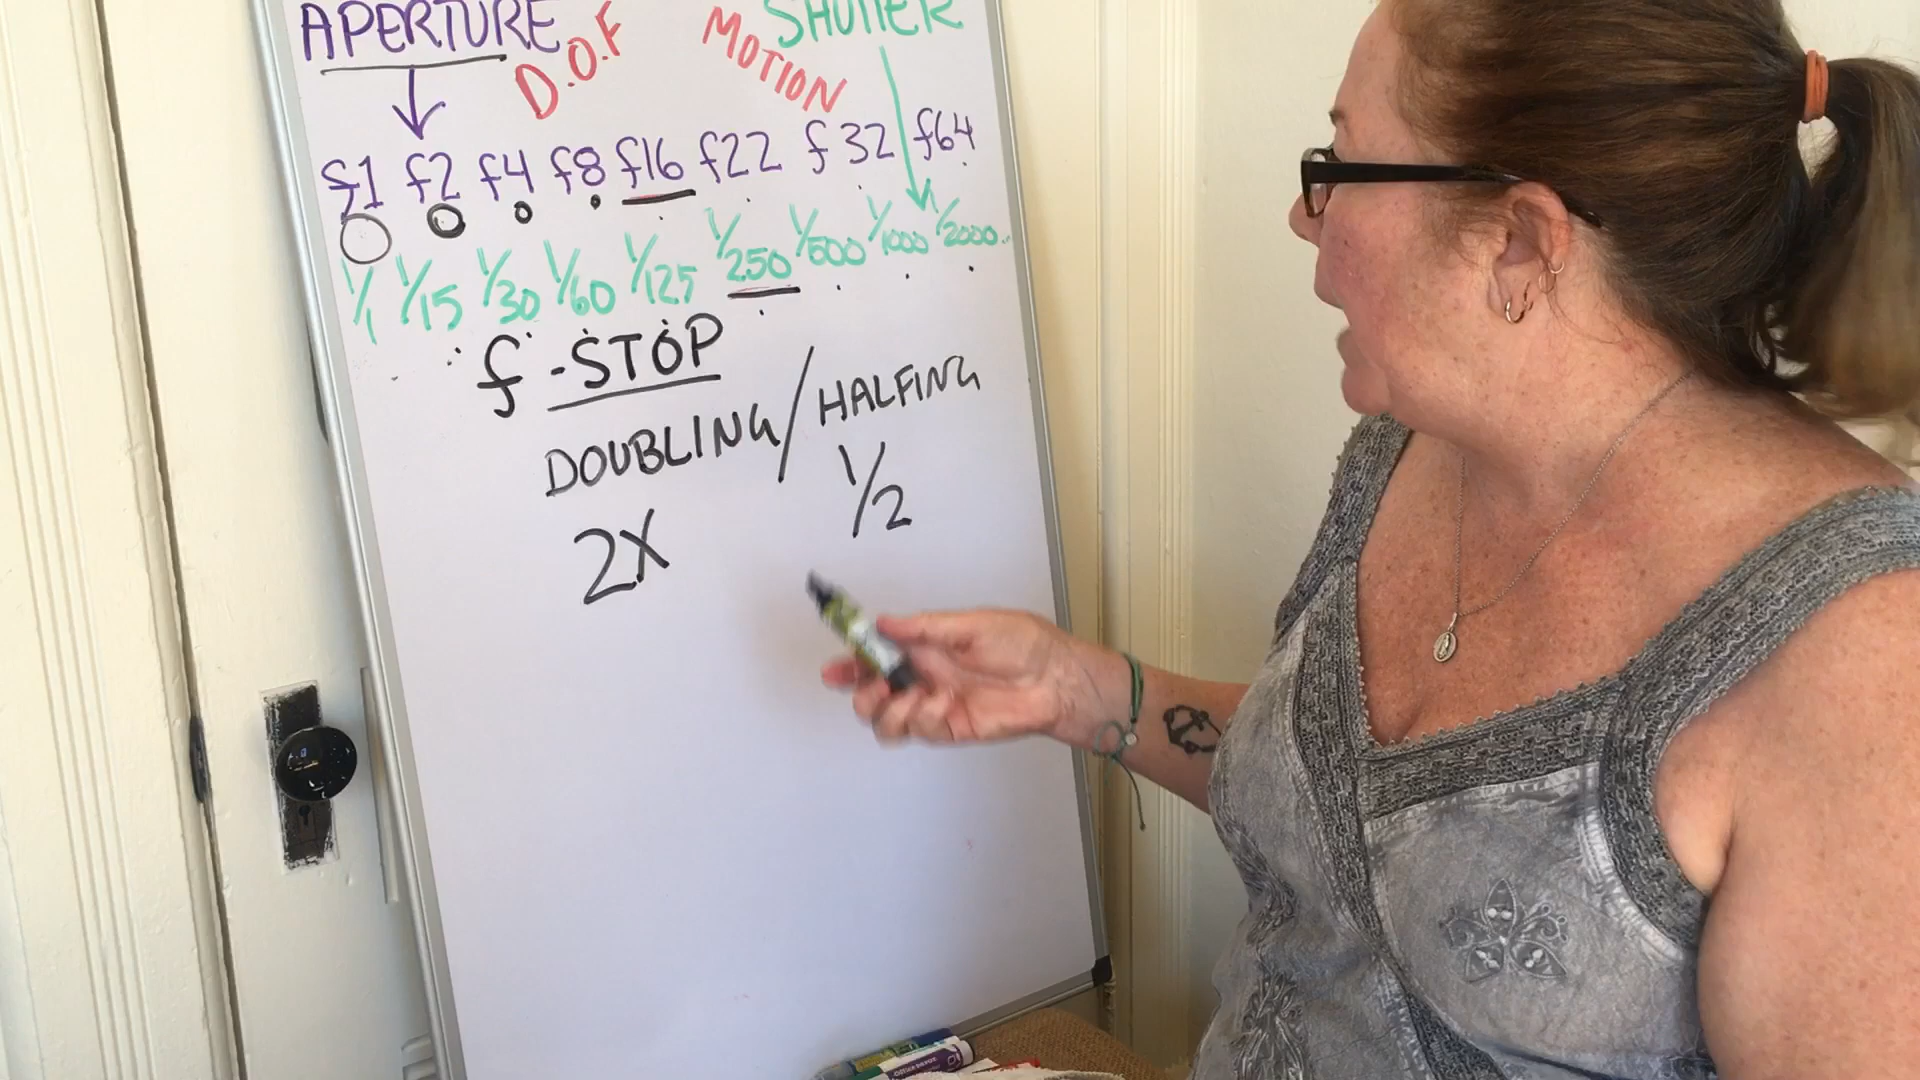 APERTURE D.O.F MOTION SHUTTER
f1 f2 f4 f8 f16 f22 f32 f64
1/1 1/15 1/30 1/60 1/125 1/250 1/500 1/1000 1/2000
f-STOP
DOUBLING/HALFING
2X 1/2